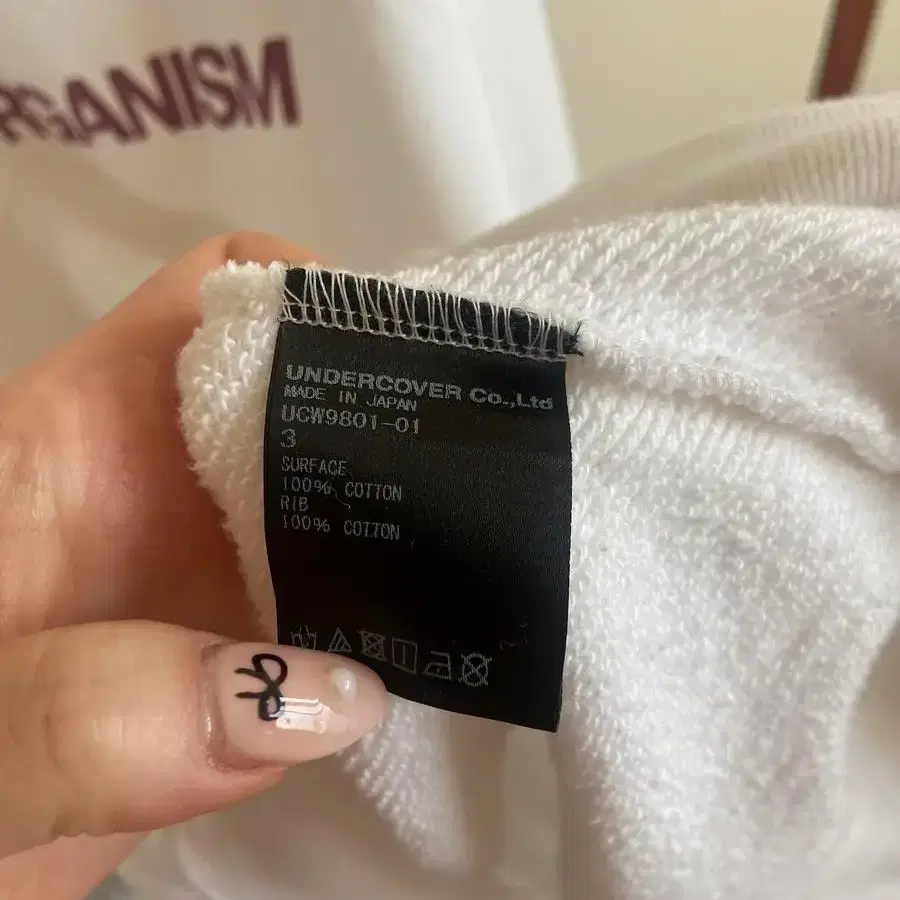 RGANISM
UNDERCOVER Co.,Ltd
MADE IN JAPAN
UCW9801-01
3
SURFACE
100% COTTON
RIB
100% COTTON